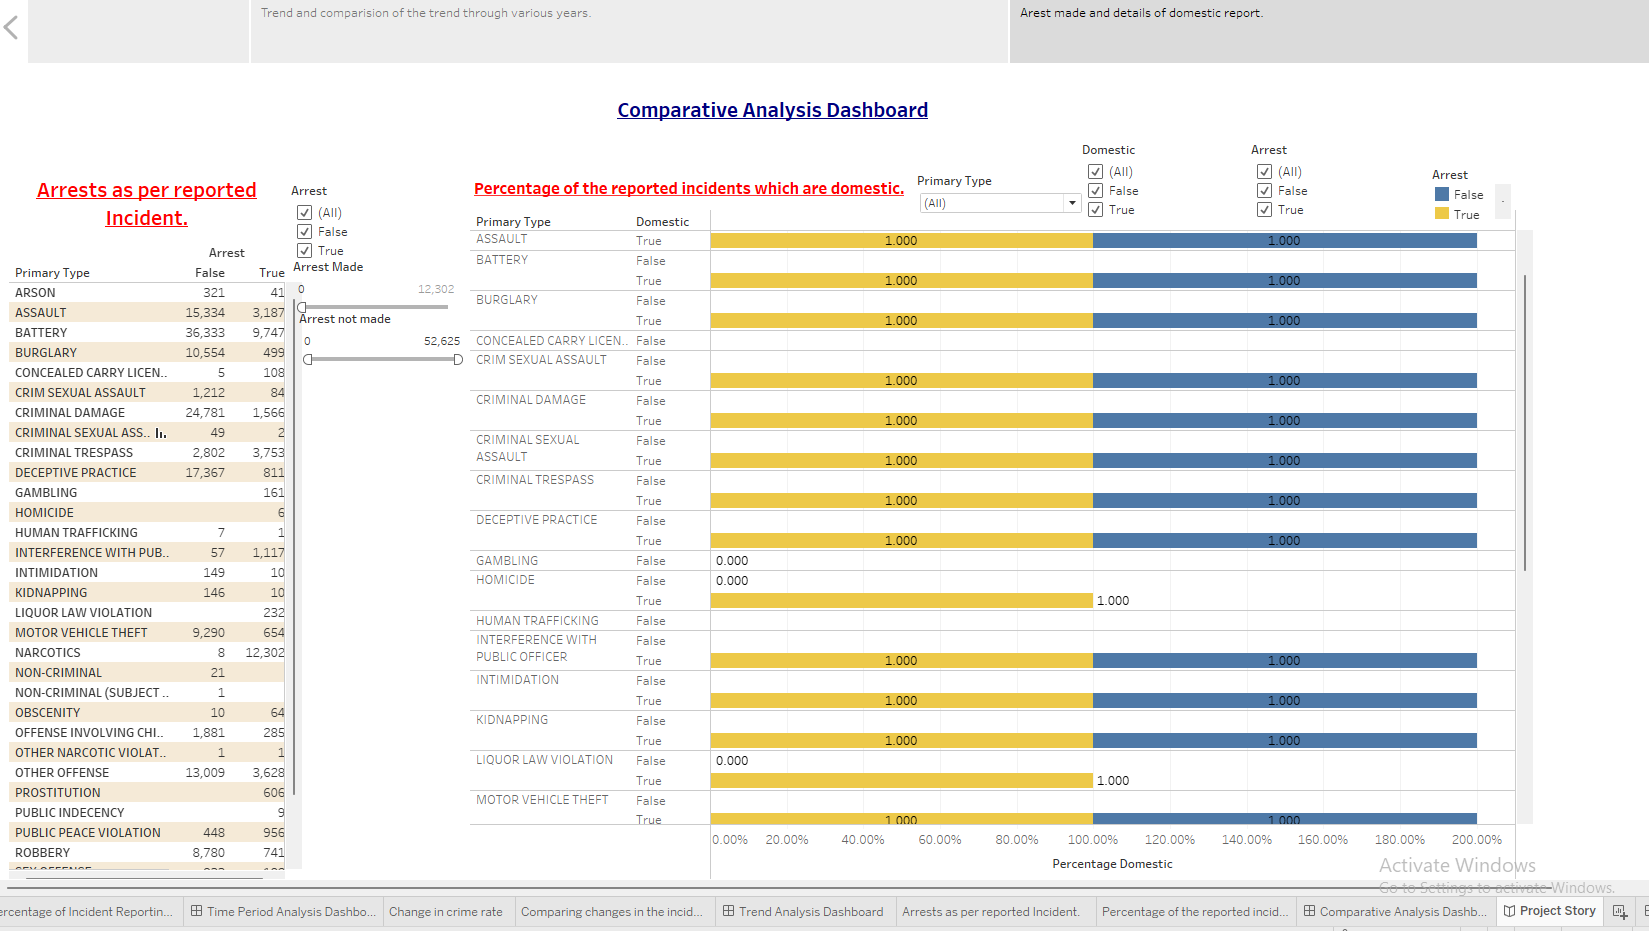 Trend and comparision of the trend through various years.
Arest made and details of domestic report.
Comparative Analysis Dashboard
Arrests as per reported
Incident.
Arrest
(All)
False
True
Arrest Made
0 12,302
Arrest not made
0 52,625
Arrest
Primary Type False True
ARSON 321 41
ASSAULT 15,334 3,187
BATTERY 36,333 9,747
BURGLARY 10,554 499
CONCEALED CARRY LICEN.. 5 108
CRIM SEXUAL ASSAULT 1,212 84
CRIMINAL DAMAGE 24,781 1,566
CRIMINAL SEXUAL ASS.. 49 2
CRIMINAL TRESPASS 2,802 3,753
DECEPTIVE PRACTICE 17,367 811
GAMBLING 161
HOMICIDE 6
HUMAN TRAFFICKING 7 1
INTERFERENCE WITH PUB.. 57 1,117
INTIMIDATION 149 10
KIDNAPPING 146 10
LIQUOR LAW VIOLATION 232
MOTOR VEHICLE THEFT 9,290 654
NARCOTICS 8 12,302
NON-CRIMINAL 21
NON-CRIMINAL (SUBJECT .. 1
OBSCENITY 10 64
OFFENSE INVOLVING CHI.. 1,881 285
OTHER NARCOTIC VIOLAT.. 1 1
OTHER OFFENSE 13,009 3,628
PROSTITUTION 606
PUBLIC INDECENCY 9
PUBLIC PEACE VIOLATION 448 956
ROBBERY 8,780 741
Percentage of the reported incidents which are domestic.
Primary Type
(All)
Domestic
(All)
False
True
Arrest
(All)
False
True
Arrest
False
True
Primary Type Domestic
ASSAULT True 1.000 1.000
BATTERY False
True 1.000 1.000
BURGLARY False
True 1.000 1.000
CONCEALED CARRY LICEN.. False
CRIM SEXUAL ASSAULT False
True 1.000 1.000
CRIMINAL DAMAGE False
True 1.000 1.000
CRIMINAL SEXUAL False
ASSAULT True 1.000 1.000
CRIMINAL TRESPASS False
True 1.000 1.000
DECEPTIVE PRACTICE False
True 1.000 1.000
GAMBLING False 0.000
HOMICIDE False 0.000
True 1.000
HUMAN TRAFFICKING False
INTERFERENCE WITH False
PUBLIC OFFICER True 1.000 1.000
INTIMIDATION False
True 1.000 1.000
KIDNAPPING False
True 1.000 1.000
LIQUOR LAW VIOLATION False 0.000
True 1.000
MOTOR VEHICLE THEFT False
True 1.000 1.000
0.00% 20.00% 40.00% 60.00% 80.00% 100.00% 120.00% 140.00% 160.00% 180.00% 200.00%
Percentage Domestic
Activate Windows
Go to Settings to activate Windows.
ercentage of Incident Reportin... Time Period Analysis Dashbo... Change in crime rate Comparing changes in the incid... Trend Analysis Dashboard Arrests as per reported Incident. Percentage of the reported incid... Comparative Analysis Dashb... Project Story